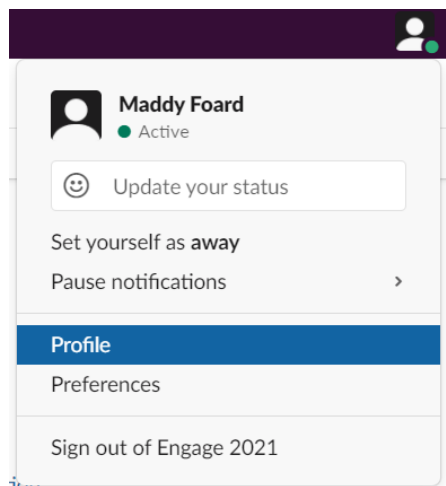 Maddy Foard
Active
Update your status
Set yourself as away
Pause notifications
Profile
Preferences
Sign out of Engage 2021